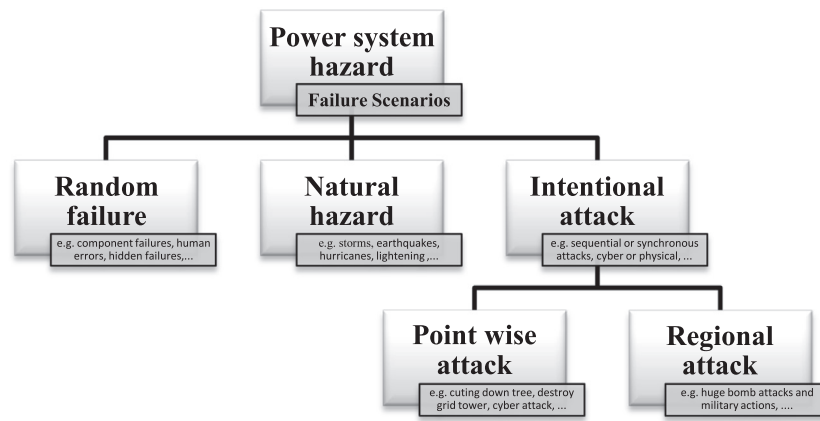 Power system
hazard
Failure Scenarios
Random
failure
e.g. component failures, human
errors, hidden failures,...
Natural
hazard
e.g. storms, earthquakes,
hurricanes, lightening ,...
Intentional
attack
e.g. sequential or synchronous
attacks, cyber or physical, ...
Point wise
attack
e.g. cuting down tree, destroy
grid tower, cyber attack, ...
Regional
attack
e.g. huge bomb attacks and
military actions, ....